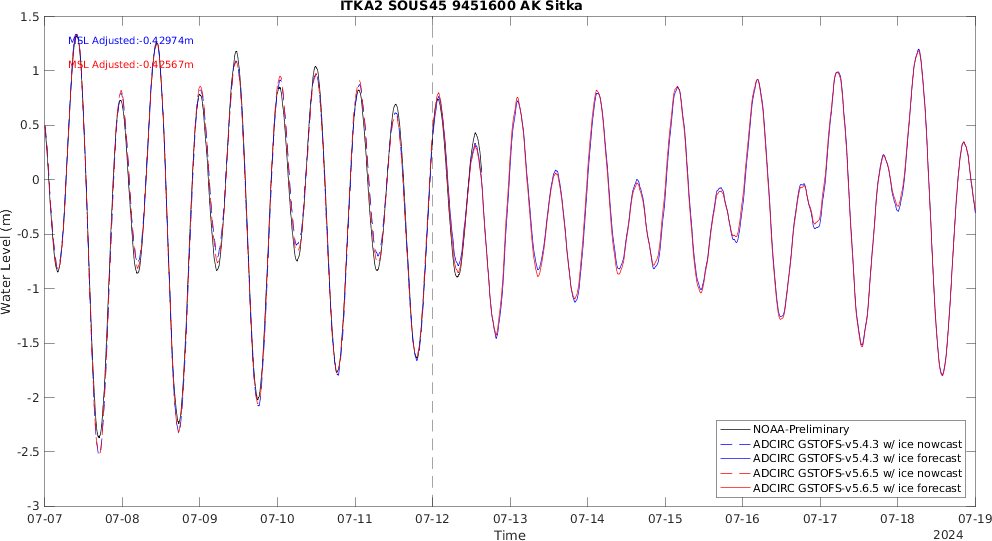 ITKA2 SOUS45 9451600 AK Sitka
MSL Adjusted:-0.42974m
MSL Adjusted:-0.42567m
Water Level (m)
1.5
1
0.5
0
-0.5
-1
-1.5
-2
-2.5
-3
NOAA-Preliminary
ADCIRC GSTOFS-v5.4.3 w/ ice nowcast
ADCIRC GSTOFS-v5.4.3 w/ ice forecast
ADCIRC GSTOFS-v5.6.5 w/ ice nowcast
ADCIRC GSTOFS-v5.6.5 w/ ice forecast
07-07 07-08 07-09 07-10 07-11 07-12 07-13 07-14 07-15 07-16 07-17 07-18 07-19
Time
2024